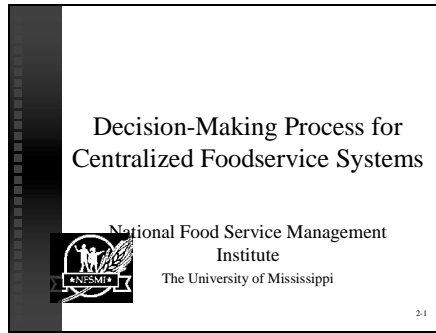 Decision-Making Process for
Centralized Foodservice Systems
National Food Service Management
Institute
The University of Mississippi
NFSMI
2-1